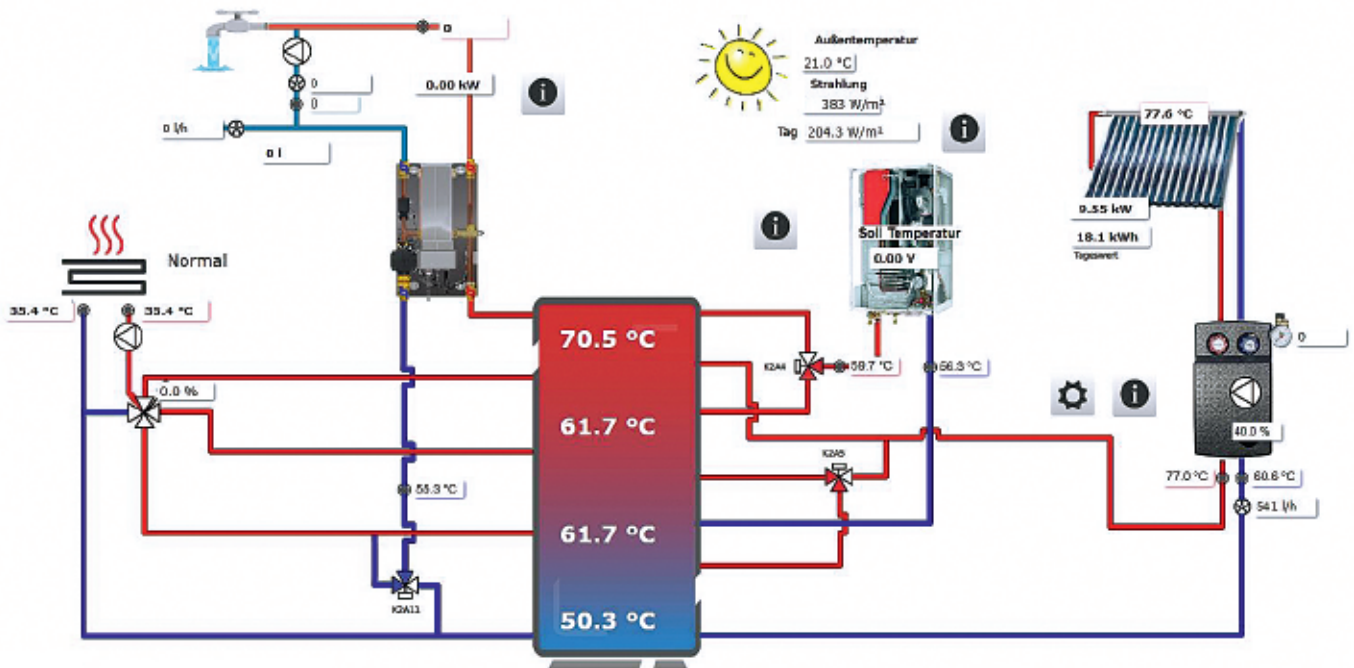 0
0
0.00 kW
0
0 l/h
0 l
Außentemperatur
21.0 °C
Strahlung
383 W/m²
Tag 204.3 W/m²
77.6 °C
9.55 kW
18.1 kWh
Tageswert
Soll Temperatur
0.00 V
Normal
35.4 °C
35.4 °C
0.0 %
70.5 °C
K2A4
58.7 °C
56.3 °C
0
40.0 %
61.7 °C
K2A5
55.3 °C
77.0 °C
60.6 °C
541 l/h
61.7 °C
K2A11
50.3 °C